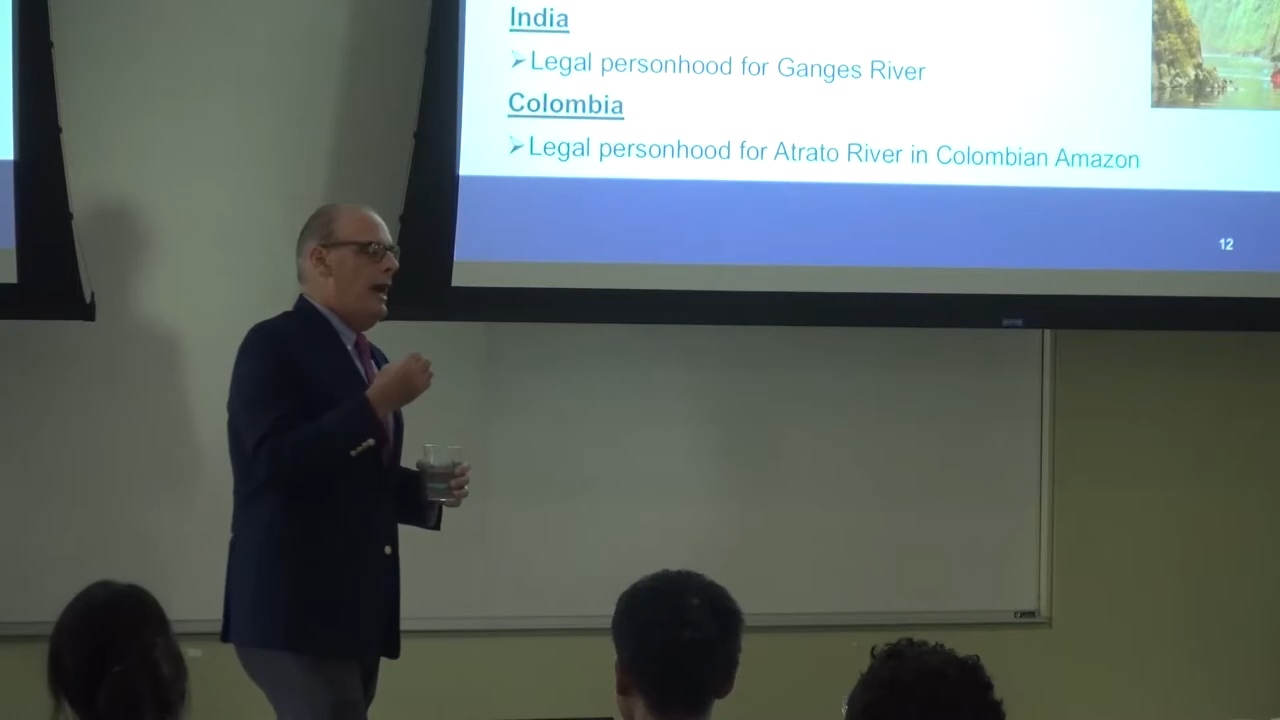 India
➢Legal personhood for Ganges River
Colombia
➢Legal personhood for Atrato River in Colombian Amazon
12